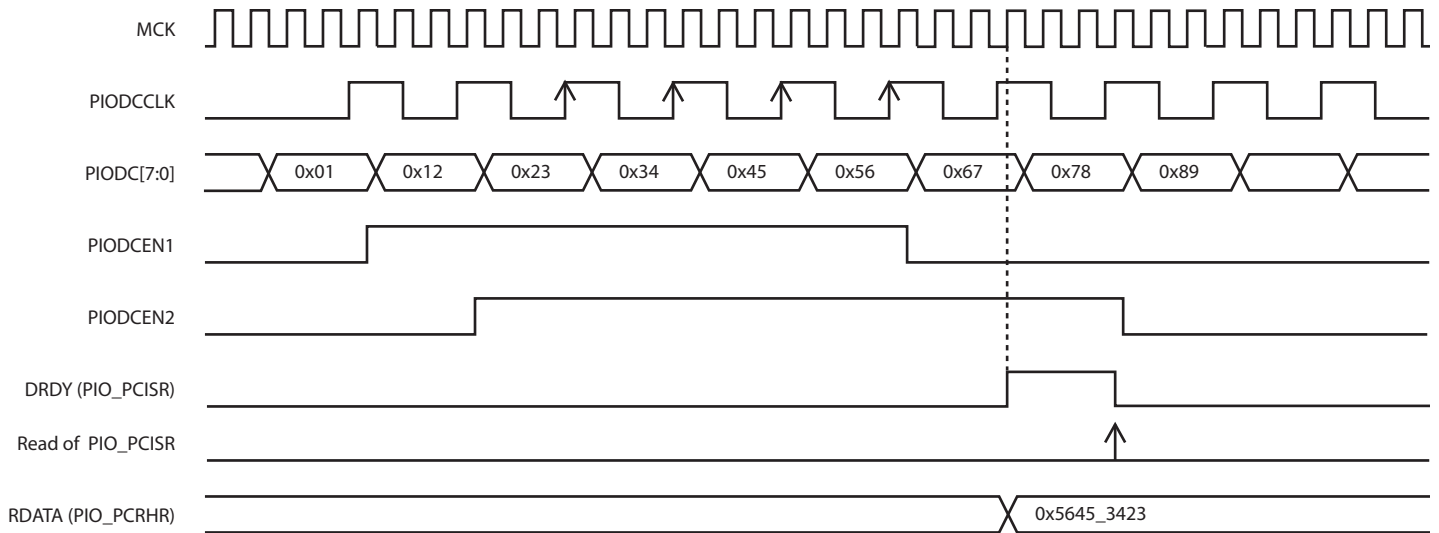 MCK
PIODCCLK
PIODC[7:0] 0x01 0x12 0x23 0x34 0x45 0x56 0x67 0x78 0x89
PIODCEN1
PIODCEN2
DRDY (PIO_PCISR)
Read of PIO_PCISR
RDATA (PIO_PCRHR) 0x5645_3423